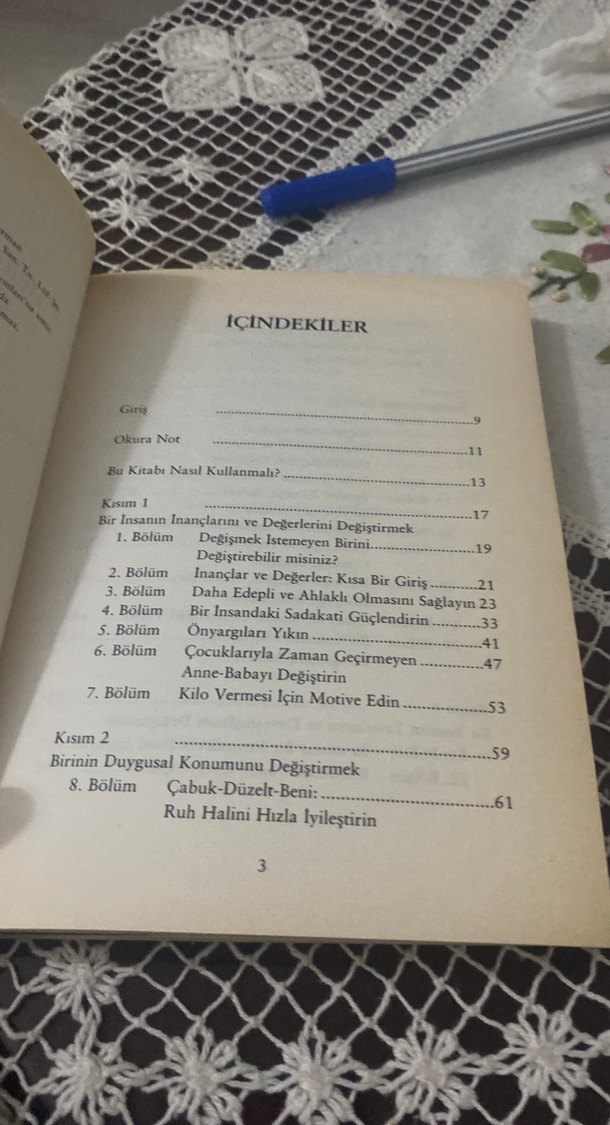 San. Tic. Ltd. Şti.
İÇİNDEKİLER
Giriş ........................................................................9
Okura Not ........................................................................11
Bu Kitabı Nasıl Kullanmalı? ..................................................13
Kısım 1 ........................................................................17
Bir İnsanın İnançlarını ve Değerlerini Değiştirmek
1. Bölüm Değişmek İstemeyen Birini............................19
Değiştirebilir misiniz?
2. Bölüm İnançlar ve Değerler: Kısa Bir Giriş ............21
3. Bölüm Daha Edepli ve Ahlaklı Olmasını Sağlayın 23
4. Bölüm Bir İnsandaki Sadakati Güçlendirin ............33
5. Bölüm Önyargıları Yıkın ............................................41
6. Bölüm Çocuklarıyla Zaman Geçirmeyen ................47
Anne-Babayı Değiştirin
7. Bölüm Kilo Vermesi İçin Motive Edin ....................53
Kısım 2 ........................................................................59
Birinin Duygusal Konumunu Değiştirmek
8. Bölüm Çabuk-Düzelt-Beni: ......................................61
Ruh Halini Hızla İyileştirin
3